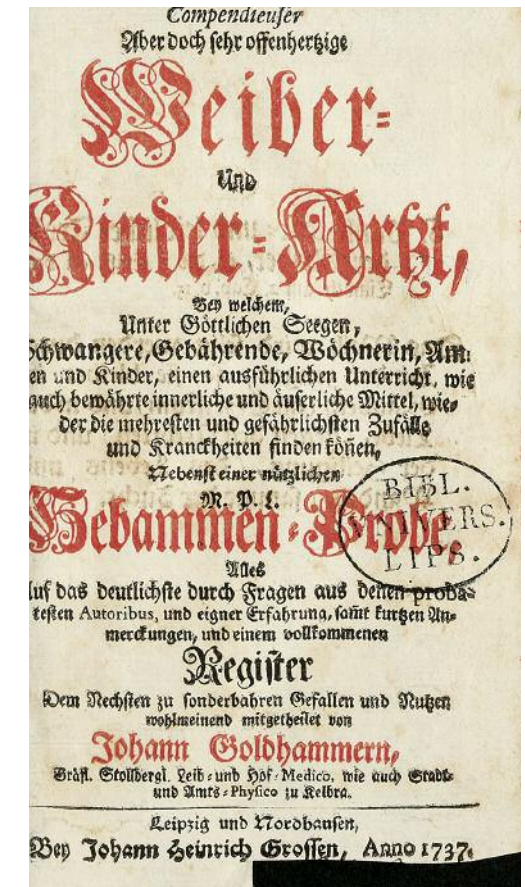 Compendieuser
Aber doch sehr offenhertzige
Weiber-
Und
Kinder-Artzt,
Bey welchem,
Unter Göttlichen Seegen,
Schwangere, Gebährende, Wöchnerin, Am-
en und Kinder, einen ausführlichen Unterricht, wie
auch bewährte innerliche und äuserliche Mittel, wie-
der die mehresten und gefährlichsten Zufälle
und Kranckheiten finden köñen,
Nebenst einer nützlichen
M. P. L.
Hebammen-Probe,
BIBL.
VNIVERS.
LIPS.
Alles
Auf das deutlichste durch Fragen aus denen proba-
testen Autoribus, und eigner Erfahrung, sam̃t kurtzen An-
merckungen, und einem vollkommenen
Register
Dem Nechsten zu sonderbahren Gefallen und Nutzen
wohlmeinend mitgetheilet von
Johann Goldhammern,
Gräfl. Stollbergl. Leib- und Hof-Medico, wie auch Stadt-
und Amts-Physico zu Kelbra.
Leipzig und Nordhausen,
Bey Johann Heinrich Grossen, Anno 1737.